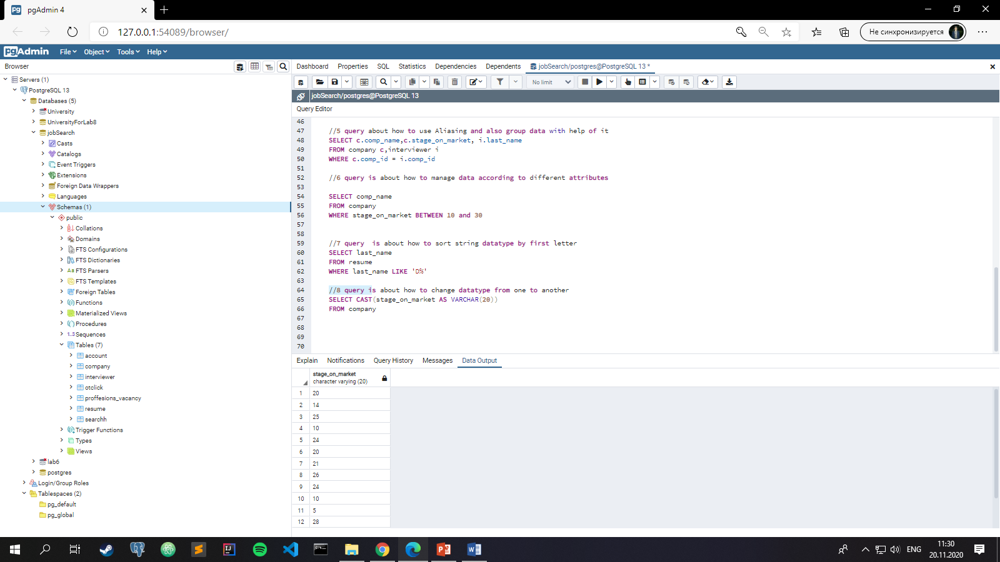 pgAdmin 4
127.0.0.1:54089/browser/
Не синхронизируется
pgAdmin File Object Tools Help
Browser
Dashboard Properties SQL Statistics Dependencies Dependents jobSearch/postgres@PostgreSQL 13 *
No limit
jobSearch/postgres@PostgreSQL 13
Query Editor
Servers (1)
PostgreSQL 13
Databases (5)
University
UniversityForLab8
jobSearch
Casts
Catalogs
Event Triggers
Extensions
Foreign Data Wrappers
Languages
Schemas (1)
public
Collations
Domains
FTS Configurations
FTS Dictionaries
FTS Parsers
FTS Templates
Foreign Tables
Functions
Materialized Views
Procedures
1..3 Sequences
Tables (7)
account
company
interviewer
otclick
proffesions_vacancy
resume
searchh
Trigger Functions
Types
Views
lab6
postgres
Login/Group Roles
Tablespaces (2)
pg_default
pg_global
46
47 //5 query about how to use Aliasing and also group data with help of it
48 SELECT c.comp_name,c.stage_on_market, i.last_name
49 FROM company c,interviewer i
50 WHERE c.comp_id = i.comp_id
51
52 //6 query is about how to manage data according to different attributes
53
54 SELECT comp_name
55 FROM company
56 WHERE stage_on_market BETWEEN 10 and 30
57
58
59 //7 query  is about how to sort string datatype by first letter
60 SELECT last_name
61 FROM resume
62 WHERE last_name LIKE 'D%'
63
64 //8 query is about how to change datatype from one to another
65 SELECT CAST(stage_on_market AS VARCHAR(20))
66 FROM company
67
68
69
70
Explain Notifications Query History Messages Data Output
stage_on_market
character varying (20)
1 20
2 14
3 25
4 10
5 24
6 20
7 21
8 26
9 24
10 10
11 5
12 28
ENG
11:30
20.11.2020